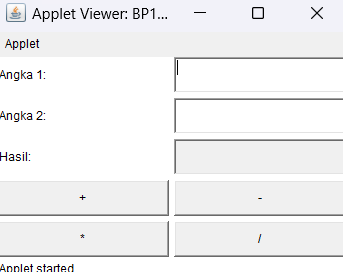 Applet Viewer: BP1...
Applet
Angka 1:
Angka 2:
Hasil:
+ -
* /
Applet started